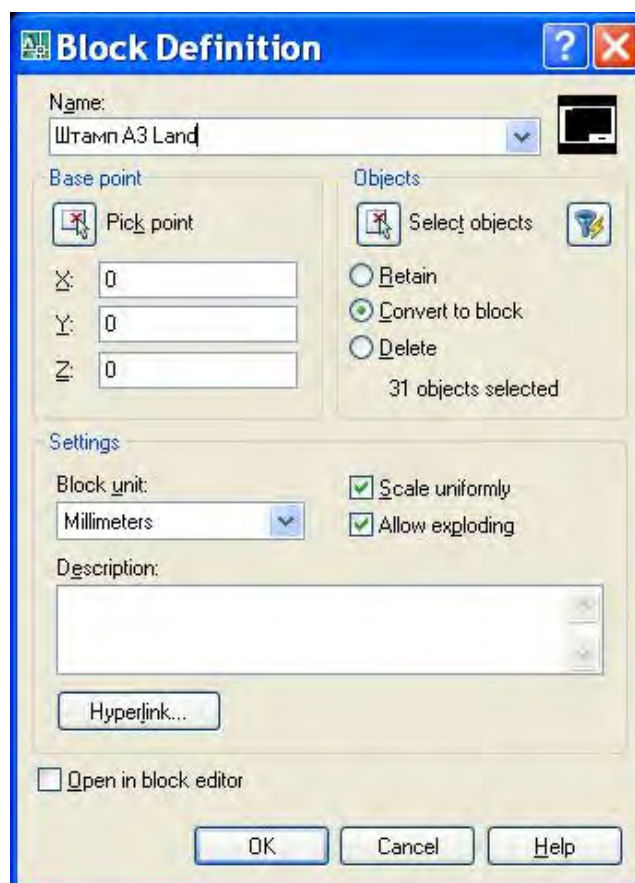 Block Definition
Name:
Штамп А3 Land
Base point
Pick point
X: 0
Y: 0
Z: 0
Objects
Select objects
Retain
Convert to block
Delete
31 objects selected
Settings
Block unit:
Millimeters
Scale uniformly
Allow exploding
Description:
Hyperlink...
Open in block editor
OK
Cancel
Help